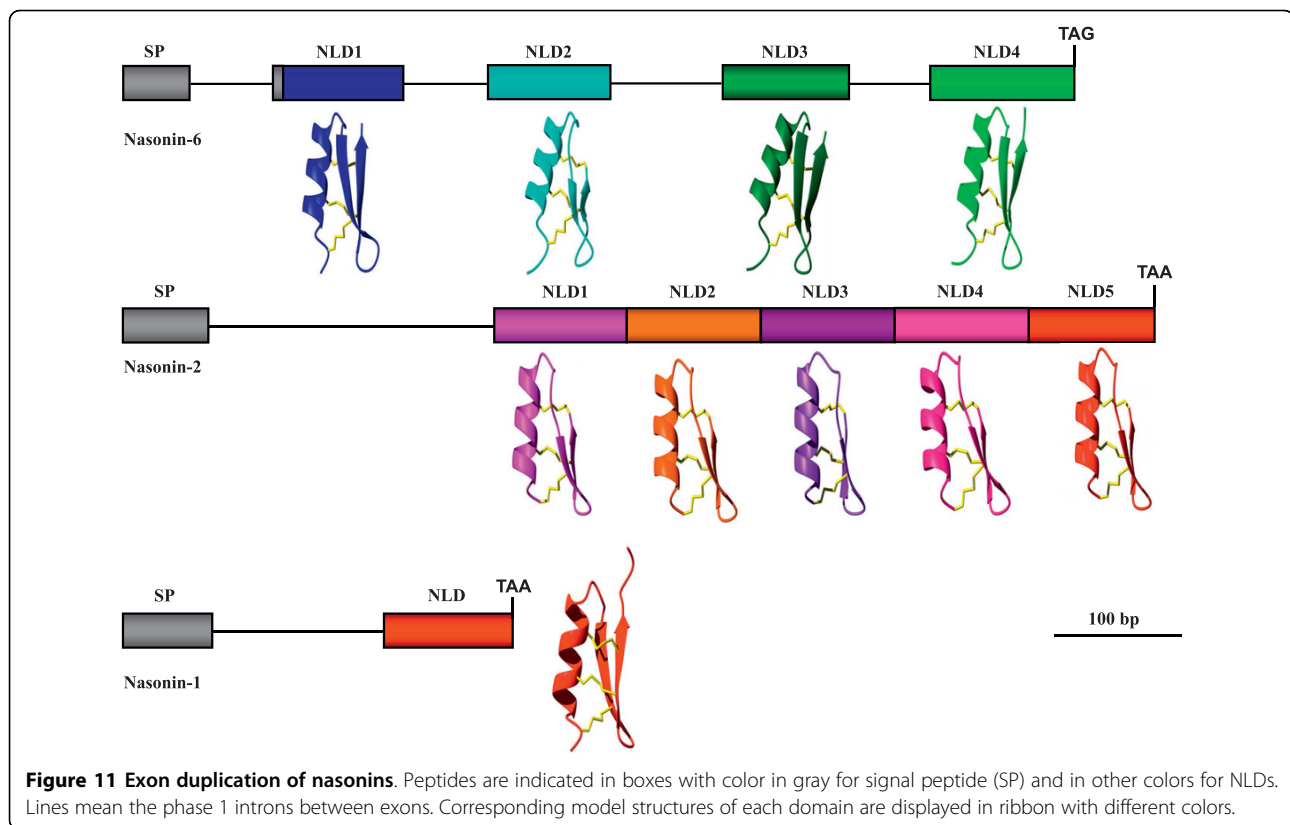 SP NLD1 NLD2 NLD3 NLD4 TAG
Nasonin-6
SP NLD1 NLD2 NLD3 NLD4 NLD5 TAA
Nasonin-2
SP NLD TAA
Nasonin-1
100 bp
Figure 11 Exon duplication of nasonins. Peptides are indicated in boxes with color in gray for signal peptide (SP) and in other colors for NLDs.
Lines mean the phase 1 introns between exons. Corresponding model structures of each domain are displayed in ribbon with different colors.